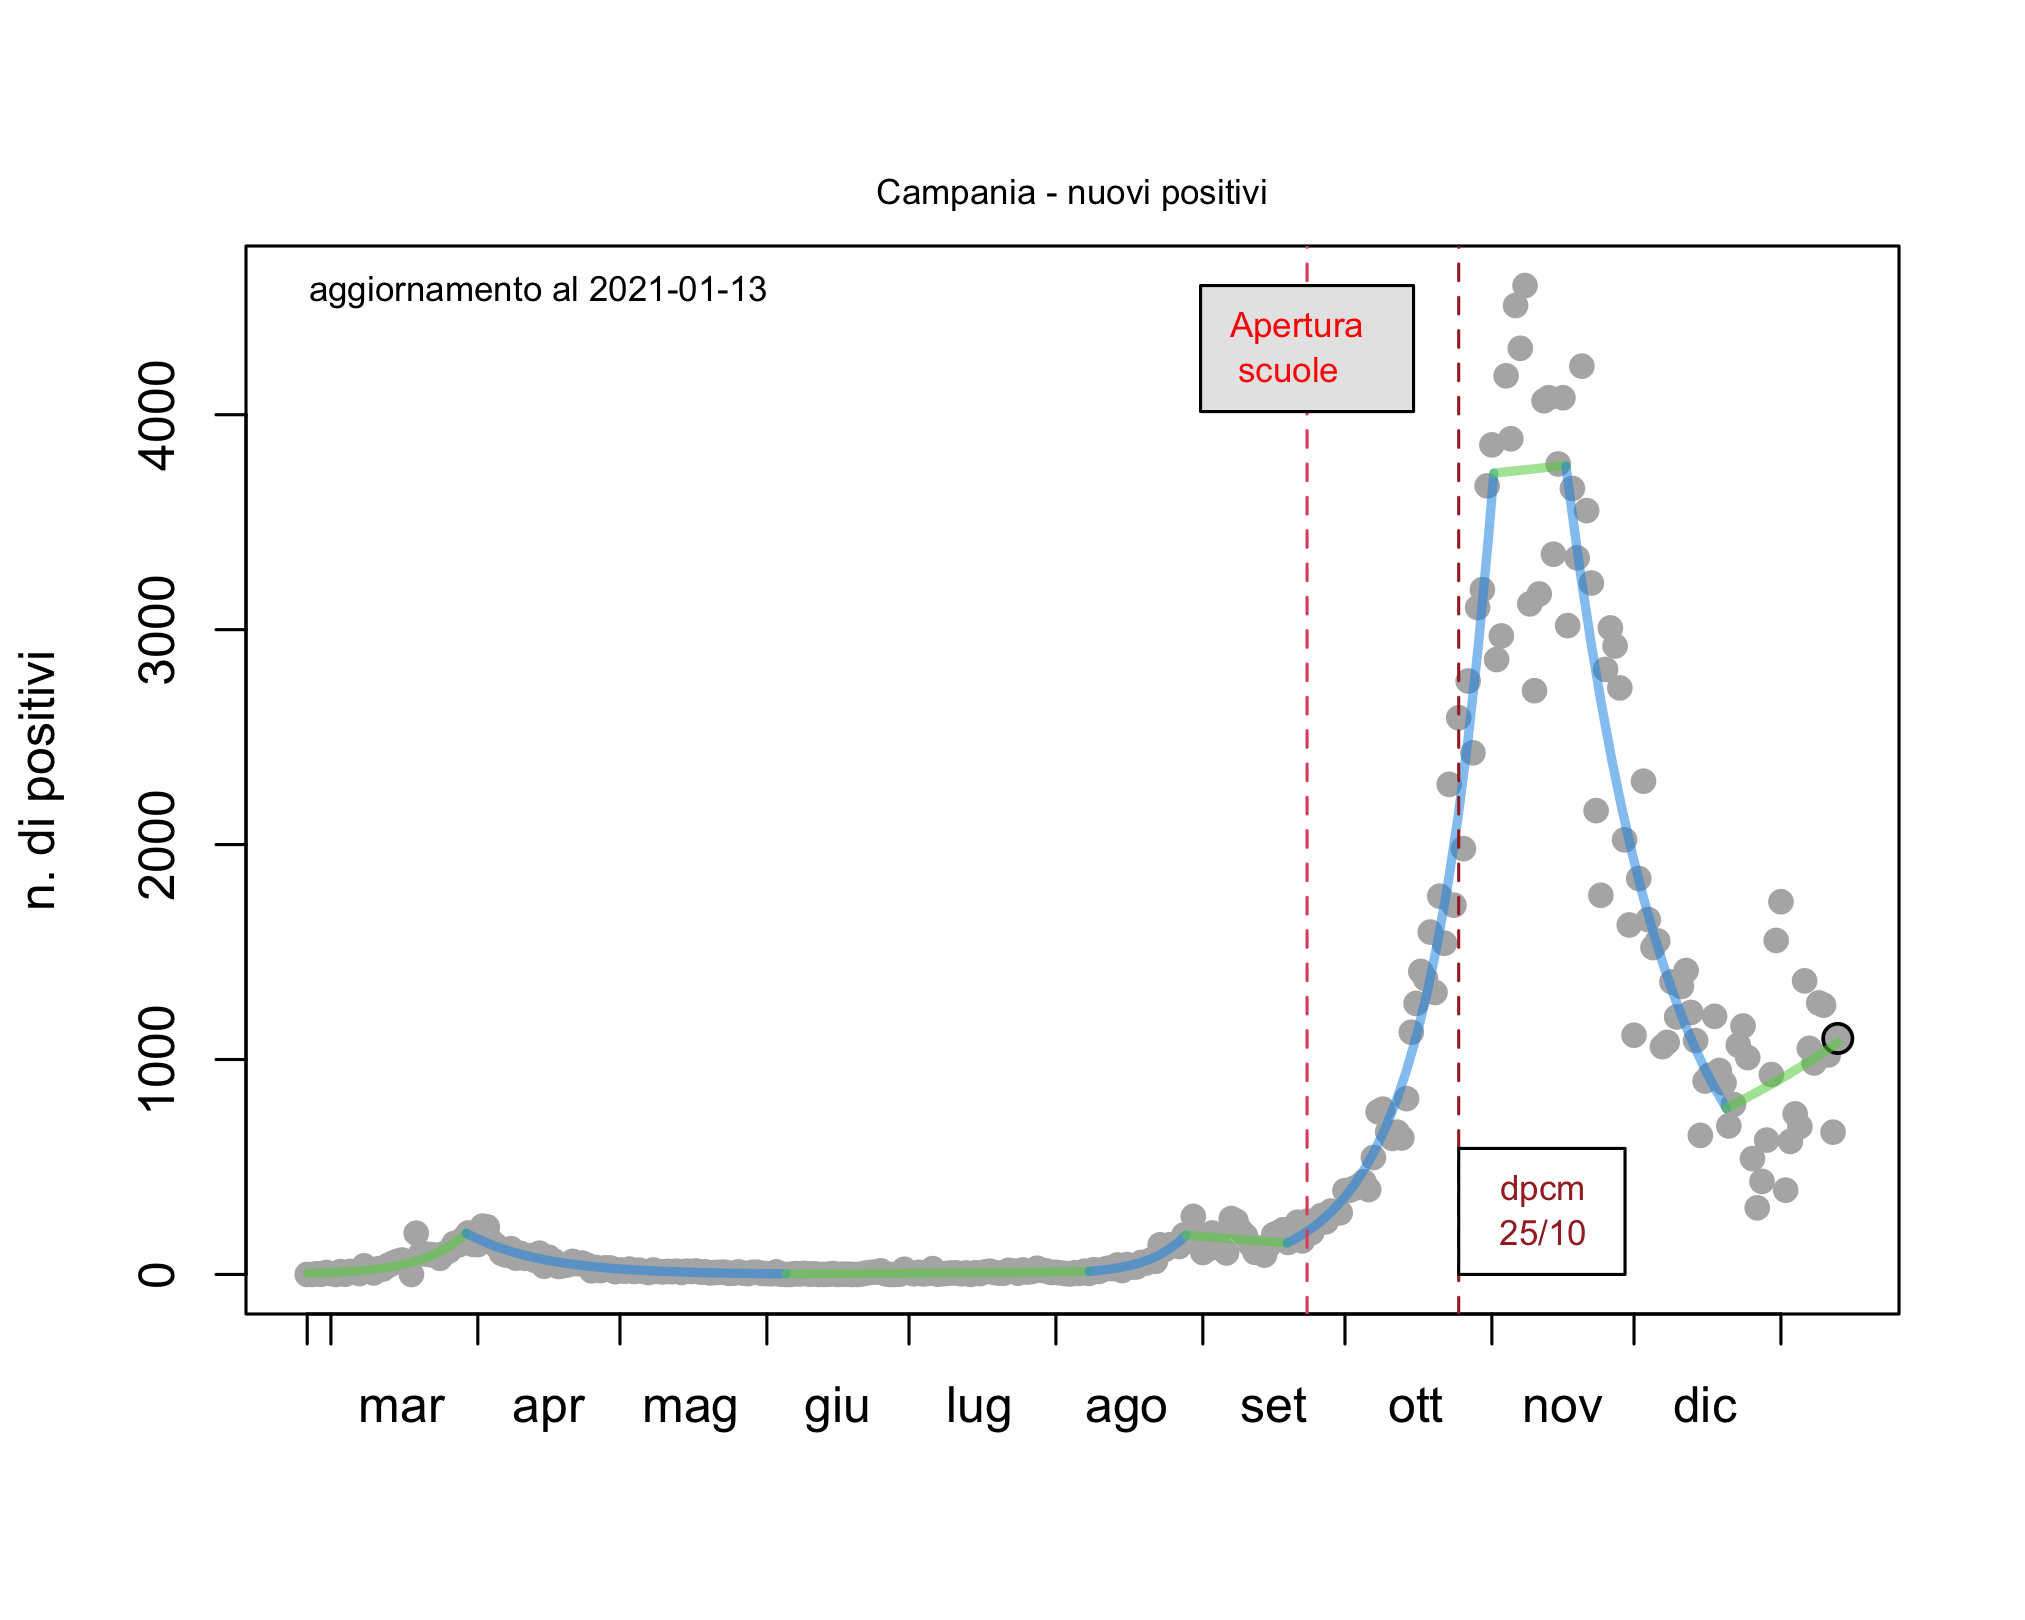 Campania - nuovi positivi
aggiornamento al 2021-01-13
Apertura
scuole
n. di positivi
4000
3000
2000
1000
0
dpcm
25/10
mar apr mag giu lug ago set ott nov dic